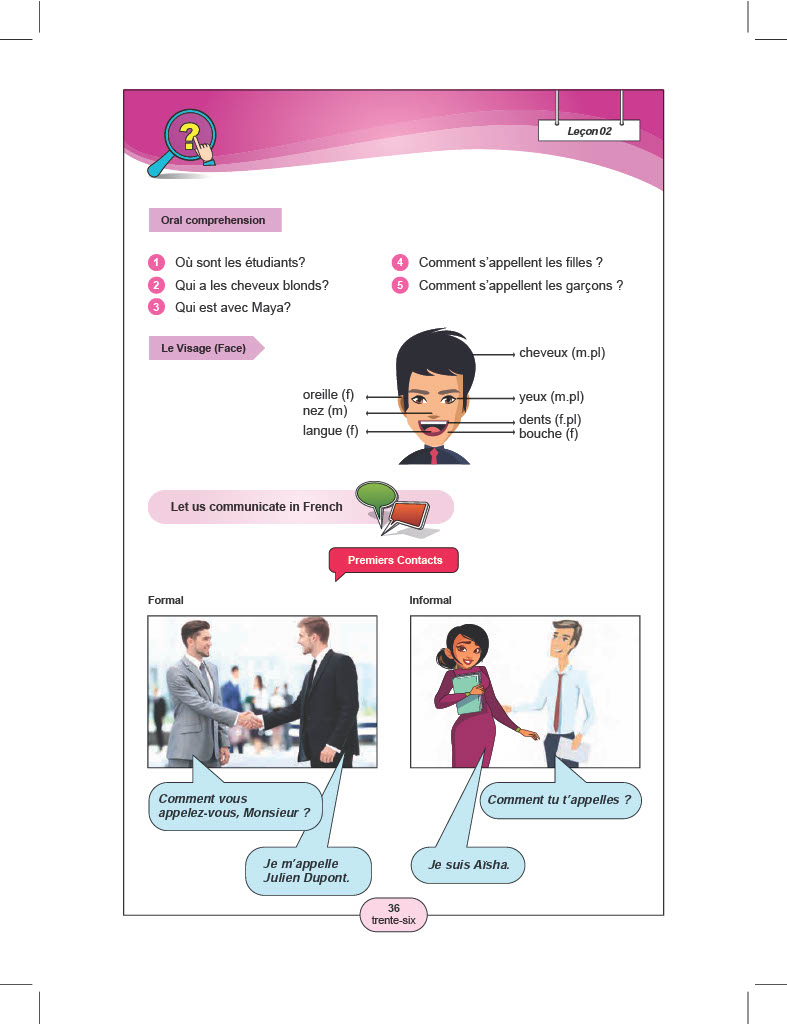 ?
Leçon 02
Oral comprehension
1 Où sont les étudiants?
2 Qui a les cheveux blonds?
3 Qui est avec Maya?
4 Comment s’appellent les filles ?
5 Comment s’appellent les garçons ?
Le Visage (Face)
cheveux (m.pl)
oreille (f)
nez (m)
langue (f)
yeux (m.pl)
dents (f.pl)
bouche (f)
Let us communicate in French
Premiers Contacts
Formal
Comment vous
appelez-vous, Monsieur ?
Je m’appelle
Julien Dupont.
Informal
Comment tu t’appelles ?
Je suis Aïsha.
36
trente-six